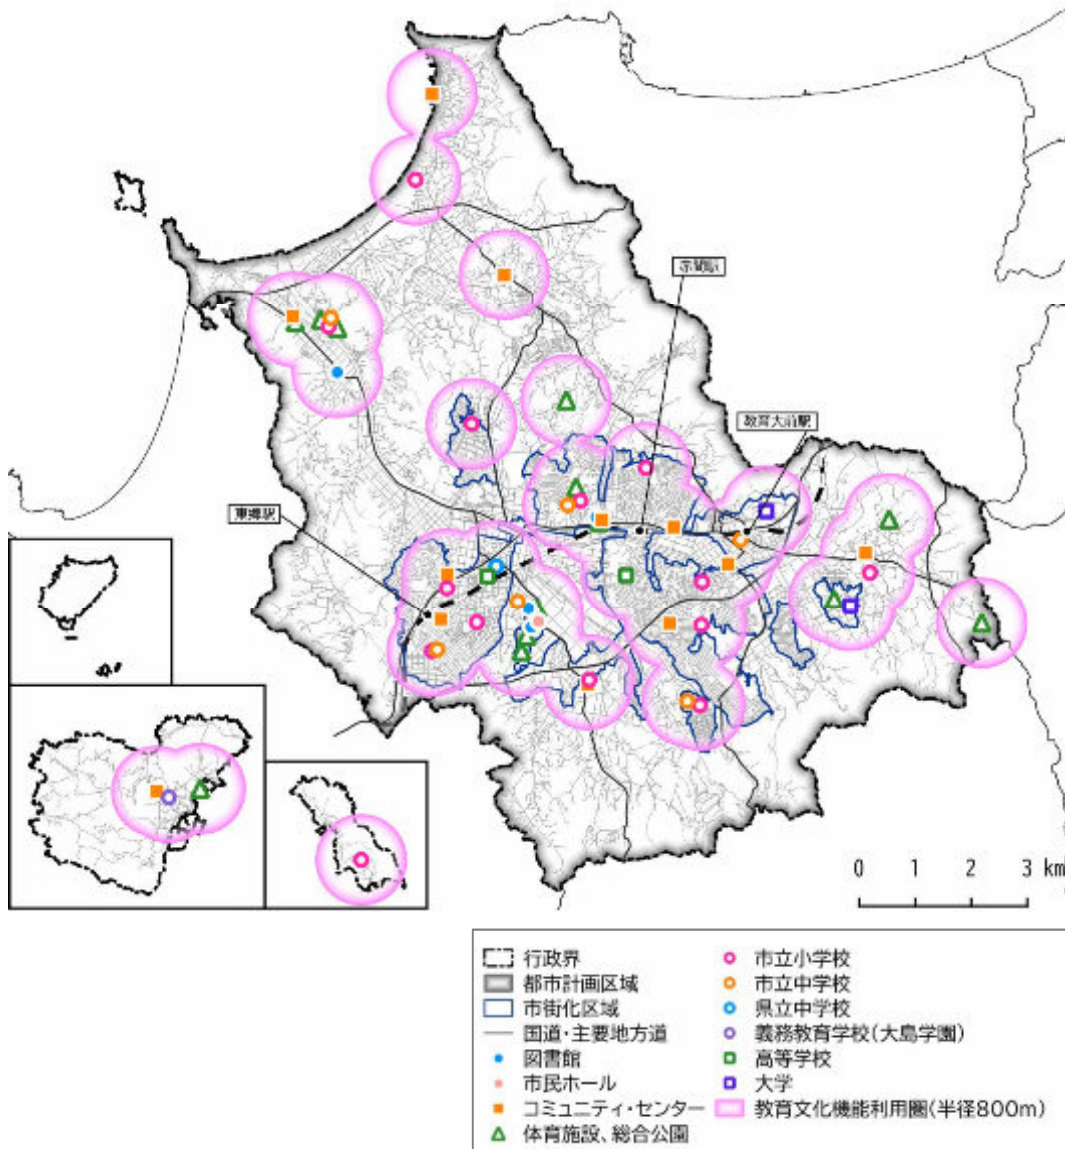 赤間駅
教育大前駅
東郷駅
0 1 2 3 km
行政界
都市計画区域
市街化区域
国道・主要地方道
図書館
市民ホール
コミュニティ・センター
体育施設、総合公園
市立小学校
市立中学校
県立中学校
義務教育学校(大島学園)
高等学校
大学
教育文化機能利用圏(半径800m)